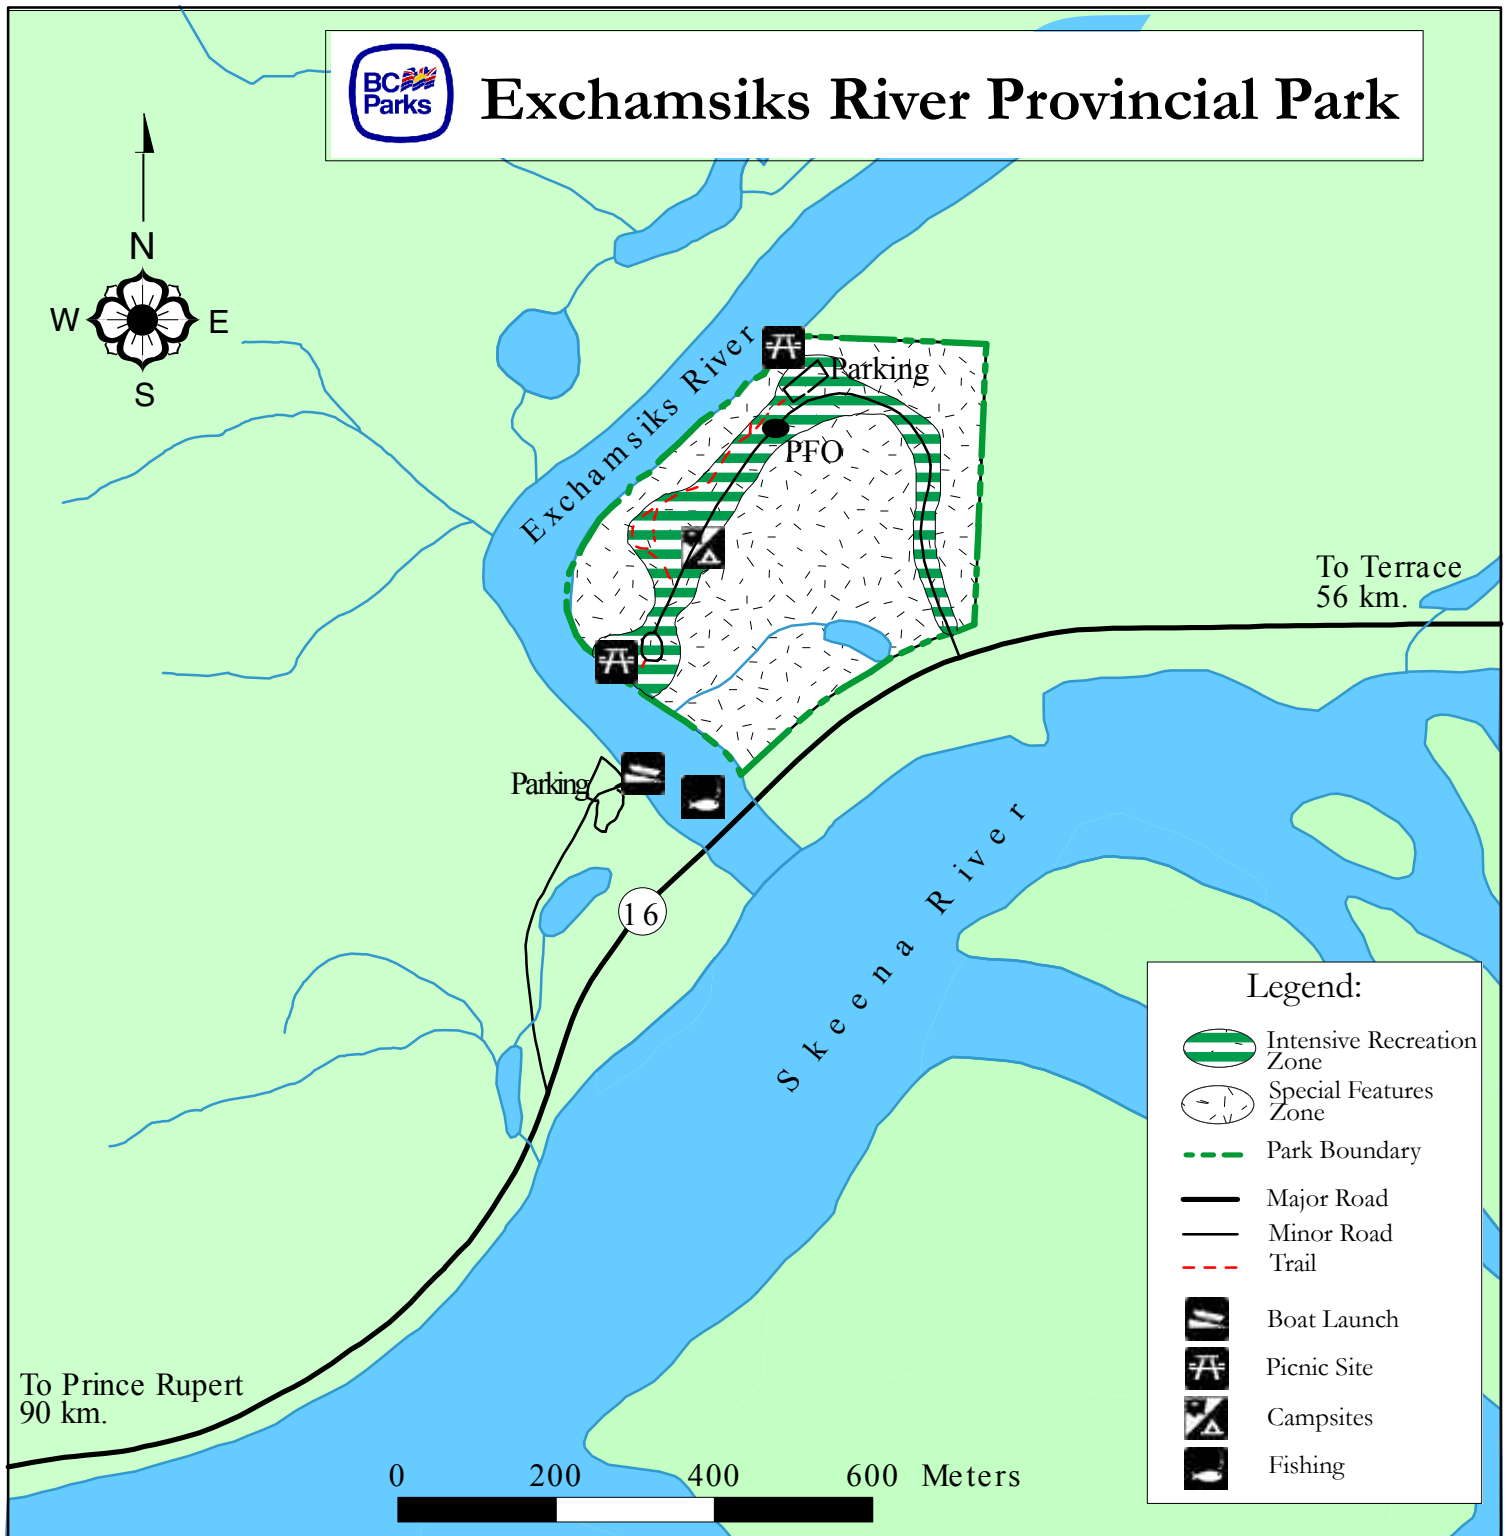 BC
Parks
Exchamsiks River Provincial Park
N
W
E
S
Exchamsiks River
Parking
PFO
To Terrace
56 km.
Parking
16
Skeena River
To Prince Rupert
90 km.
0 200 400 600 Meters
Legend:
Intensive Recreation
Zone
Special Features
Zone
Park Boundary
Major Road
Minor Road
Trail
Boat Launch
Picnic Site
Campsites
Fishing